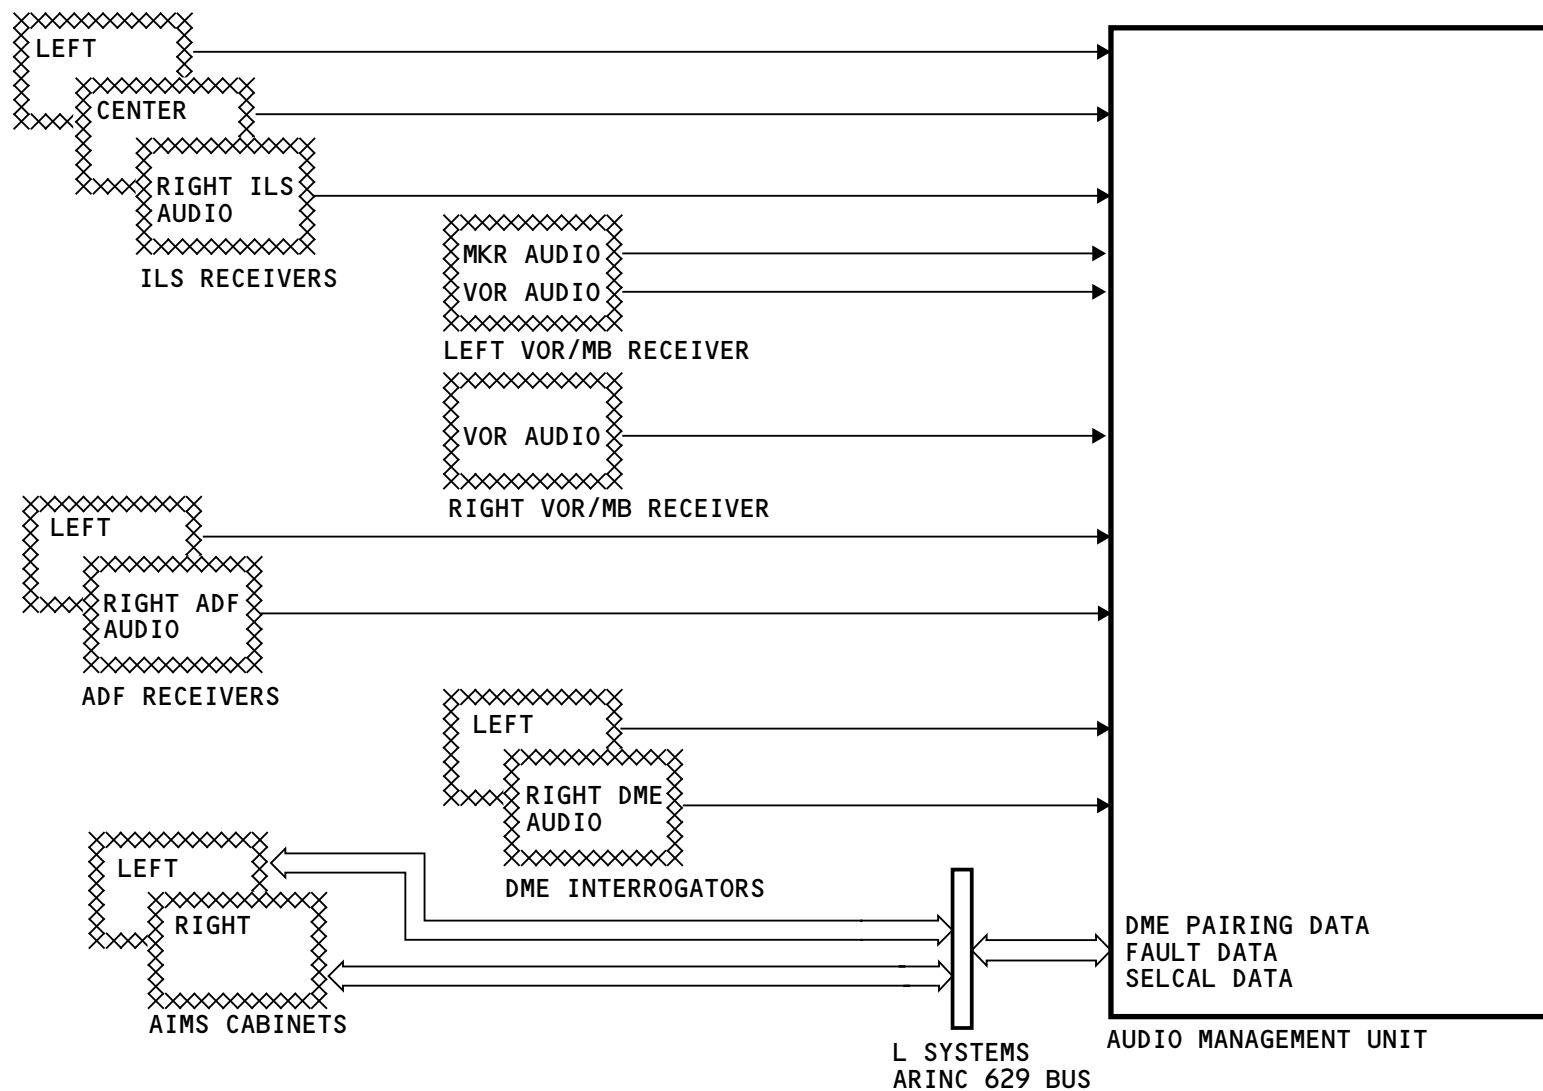 LEFT
CENTER
RIGHT ILS
AUDIO
ILS RECEIVERS
MKR AUDIO
VOR AUDIO
LEFT VOR/MB RECEIVER
VOR AUDIO
RIGHT VOR/MB RECEIVER
LEFT
RIGHT ADF
AUDIO
ADF RECEIVERS
LEFT
RIGHT DME
AUDIO
DME INTERROGATORS
LEFT
RIGHT
AIMS CABINETS
L SYSTEMS
ARINC 629 BUS
DME PAIRING DATA
FAULT DATA
SELCAL DATA
AUDIO MANAGEMENT UNIT